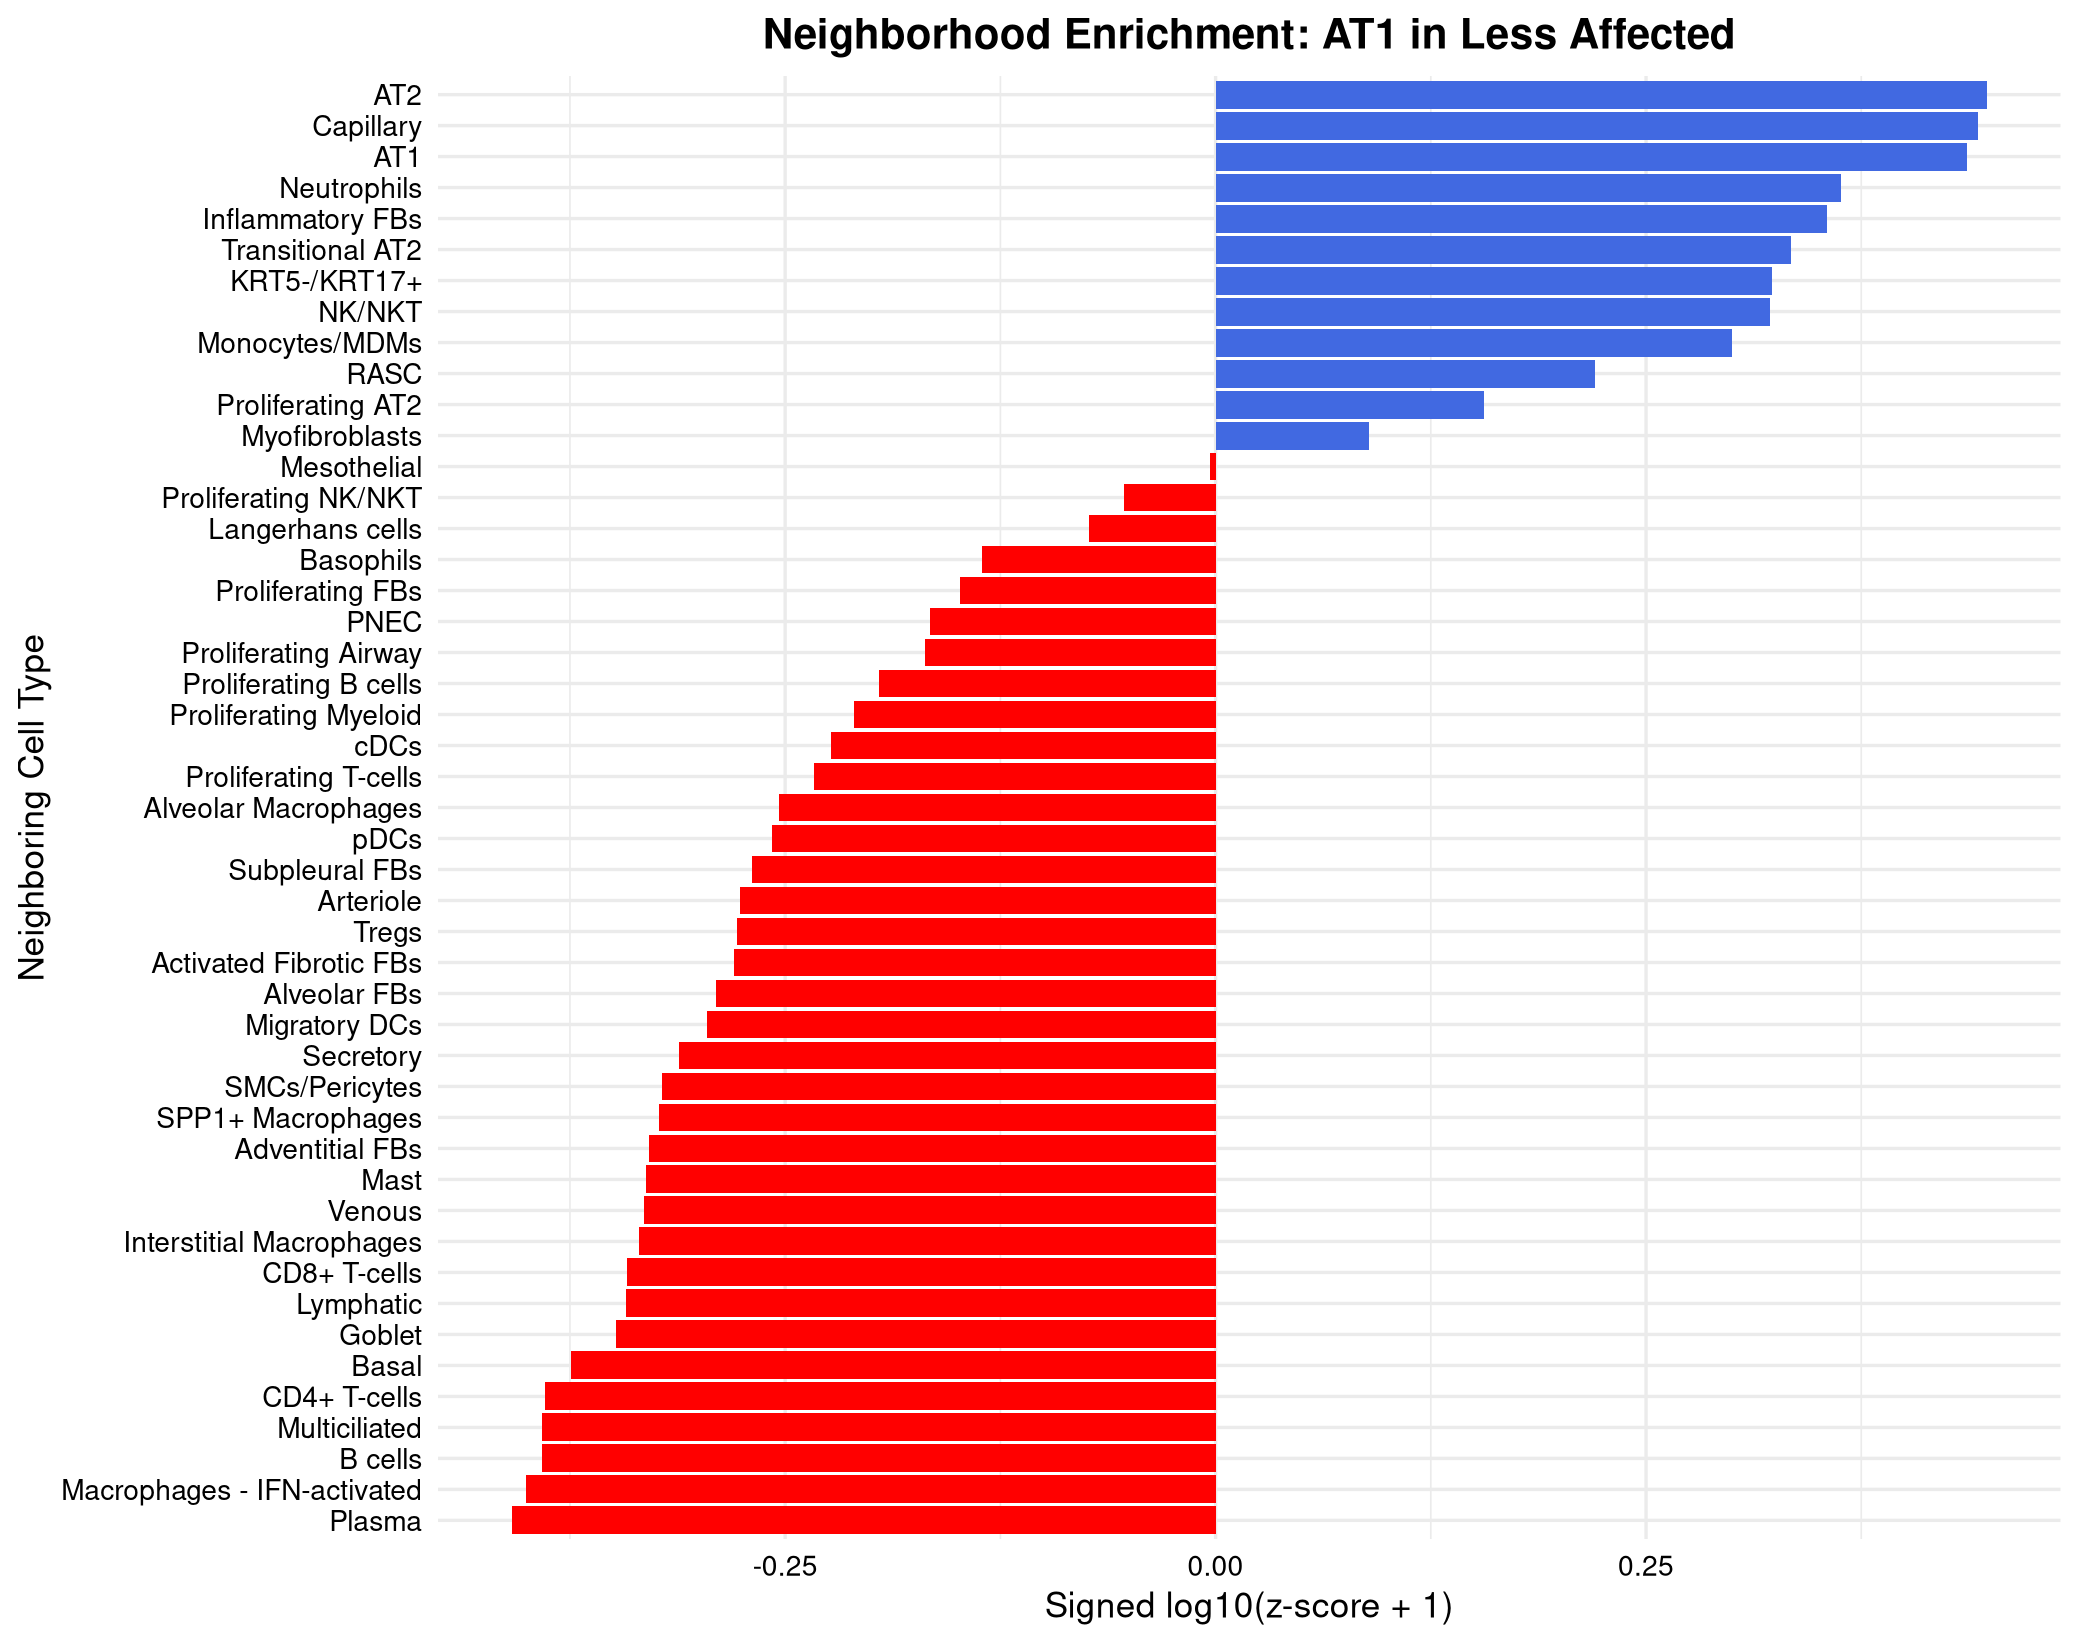 Neighborhood Enrichment: AT1 in Less Affected
AT2
Capillary
AT1
Neutrophils
Inflammatory FBs
Transitional AT2
KRT5-/KRT17+
NK/NKT
Monocytes/MDMs
RASC
Proliferating AT2
Myofibroblasts
Mesothelial
Proliferating NK/NKT
Langerhans cells
Basophils
Proliferating FBs
PNEC
Proliferating Airway
Proliferating B cells
Proliferating Myeloid
cDCs
Proliferating T-cells
Alveolar Macrophages
pDCs
Subpleural FBs
Arteriole
Tregs
Activated Fibrotic FBs
Alveolar FBs
Migratory DCs
Secretory
SMCs/Pericytes
SPP1+ Macrophages
Adventitial FBs
Mast
Venous
Interstitial Macrophages
CD8+ T-cells
Lymphatic
Goblet
Basal
CD4+ T-cells
Multiciliated
B cells
Macrophages - IFN-activated
Plasma
Neighboring Cell Type
-0.25
0.00
0.25
Signed log10(z-score + 1)